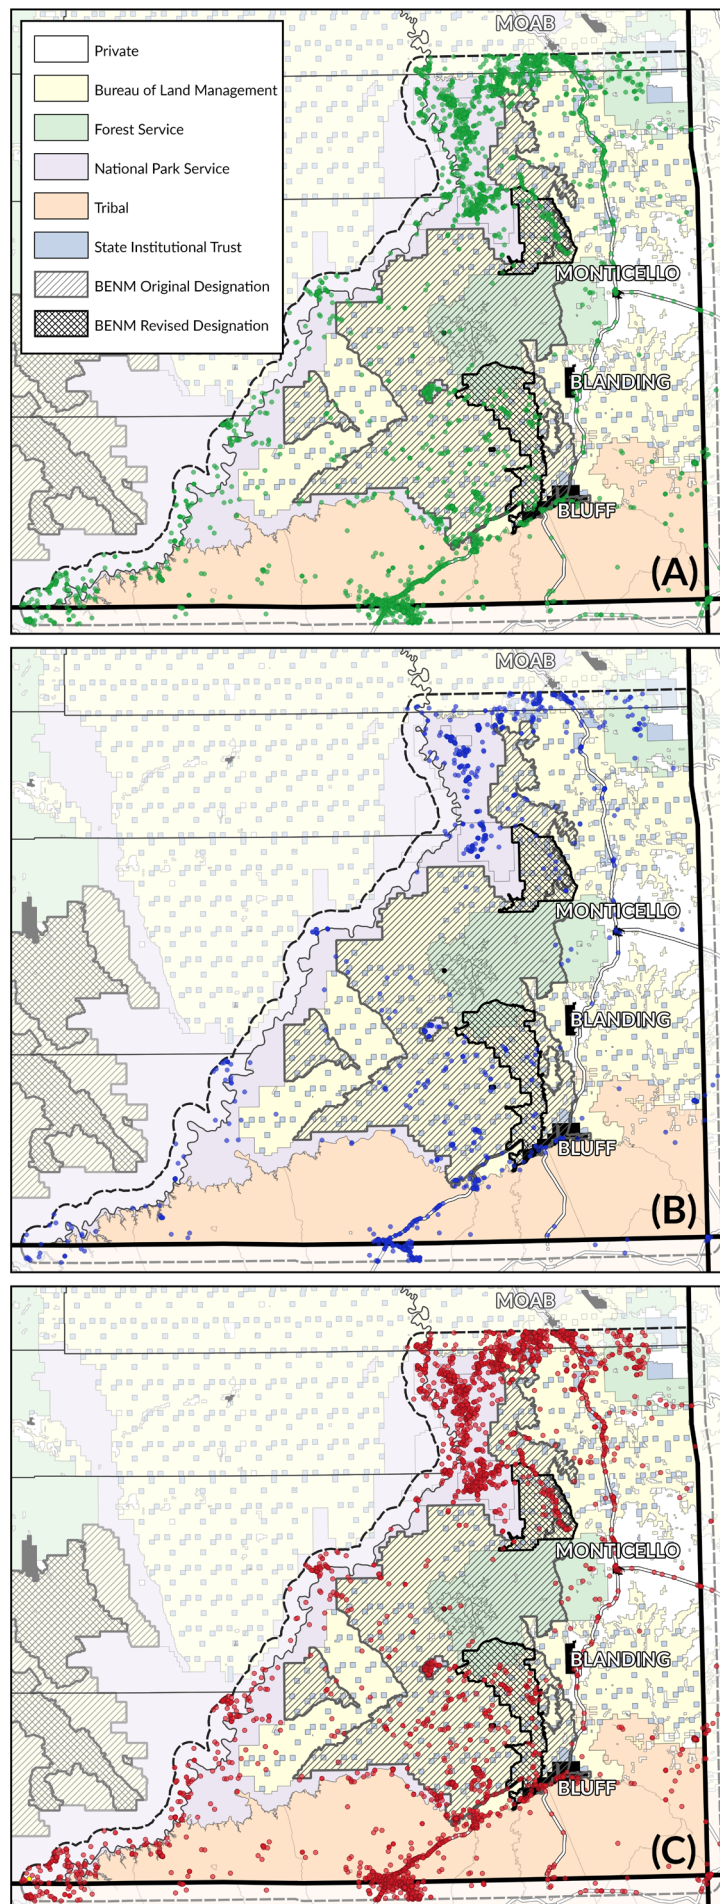 MOAB
Private
Bureau of Land Management
Forest Service
National Park Service
Tribal
State Institutional Trust
BENM Original Designation
BENM Revised Designation
MONTICELLO
BLANDING
BLUFF
(A)
MOAB
MONTICELLO
BLANDING
BLUFF
(B)
MOAB
MONTICELLO
BLANDING
BLUFF
(C)